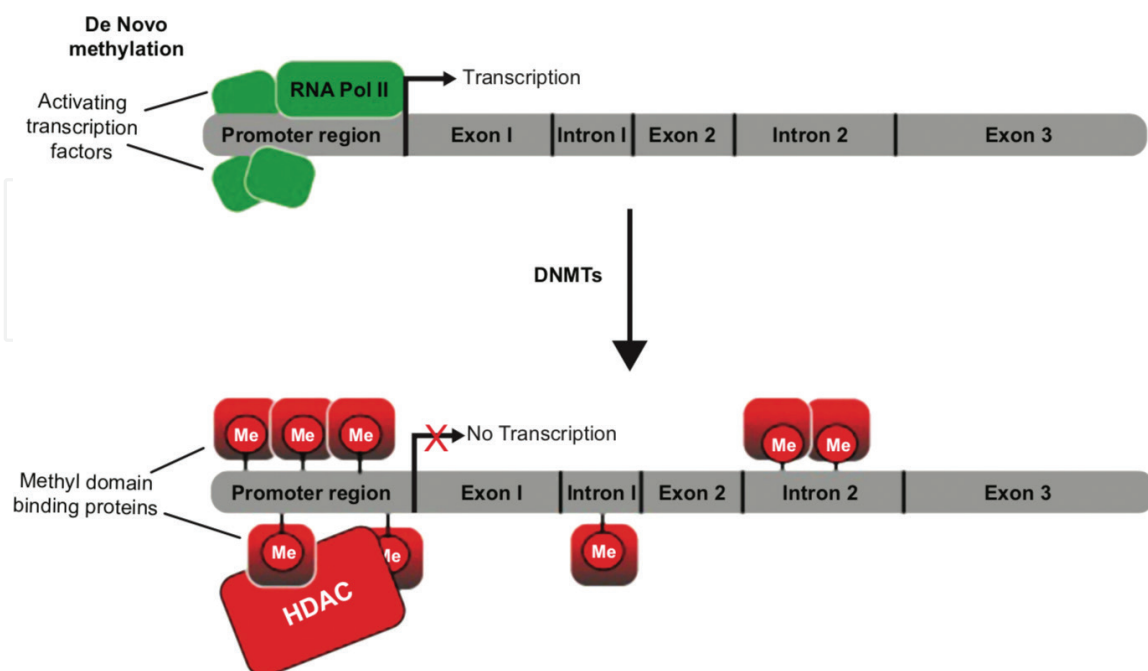 De Novo
methylation
RNA Pol II
Transcription
Activating
transcription
factors
Promoter region
Exon I
Intron I
Exon 2
Intron 2
Exon 3
DNMTs
Me
Me
Me
Me
Me
No Transcription
Methyl domain
binding proteins
Promoter region
Exon I
Intron I
Exon 2
Intron 2
Exon 3
Me
Me
Me
HDAC